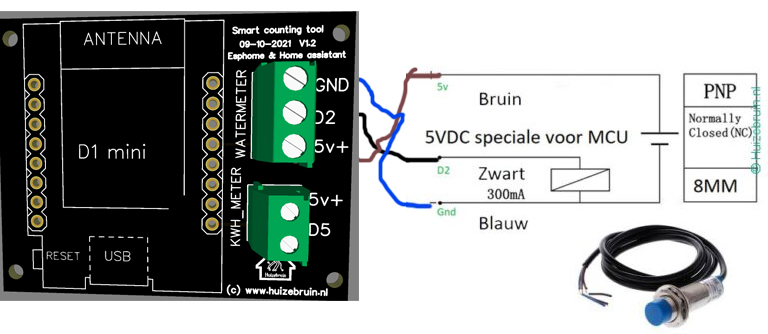 ANTENNA
D1 mini
RESET
USB
Smart counting tool
09-10-2021 V1.2
Esphome & Home assistant
WATERMETER
GND
D2
5v+
KWH_METER
5v+
D5
Huizebruin
(c) www.huizebruin.nl
5v
Bruin
5VDC speciale voor MCU
D2
Zwart
300mA
Gnd
Blauw
PNP
Normally
Closed(NC)
8MM
© Huizebruin.nl